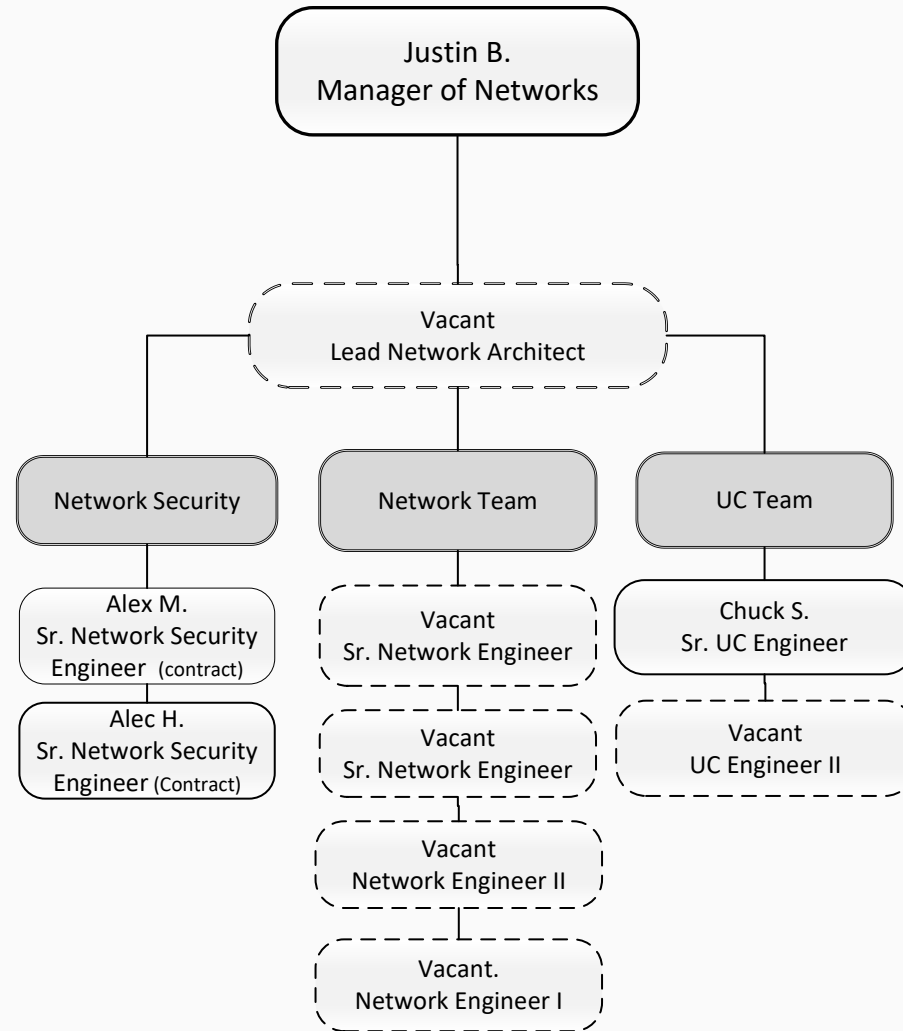 Justin B.
Manager of Networks
Vacant
Lead Network Architect
Network Security
Network Team
UC Team
Alex M.
Sr. Network Security
Engineer (contract)
Alec H.
Sr. Network Security
Engineer (Contract)
Vacant
Sr. Network Engineer
Vacant
Sr. Network Engineer
Vacant
Network Engineer II
Vacant.
Network Engineer I
Chuck S.
Sr. UC Engineer
Vacant
UC Engineer II